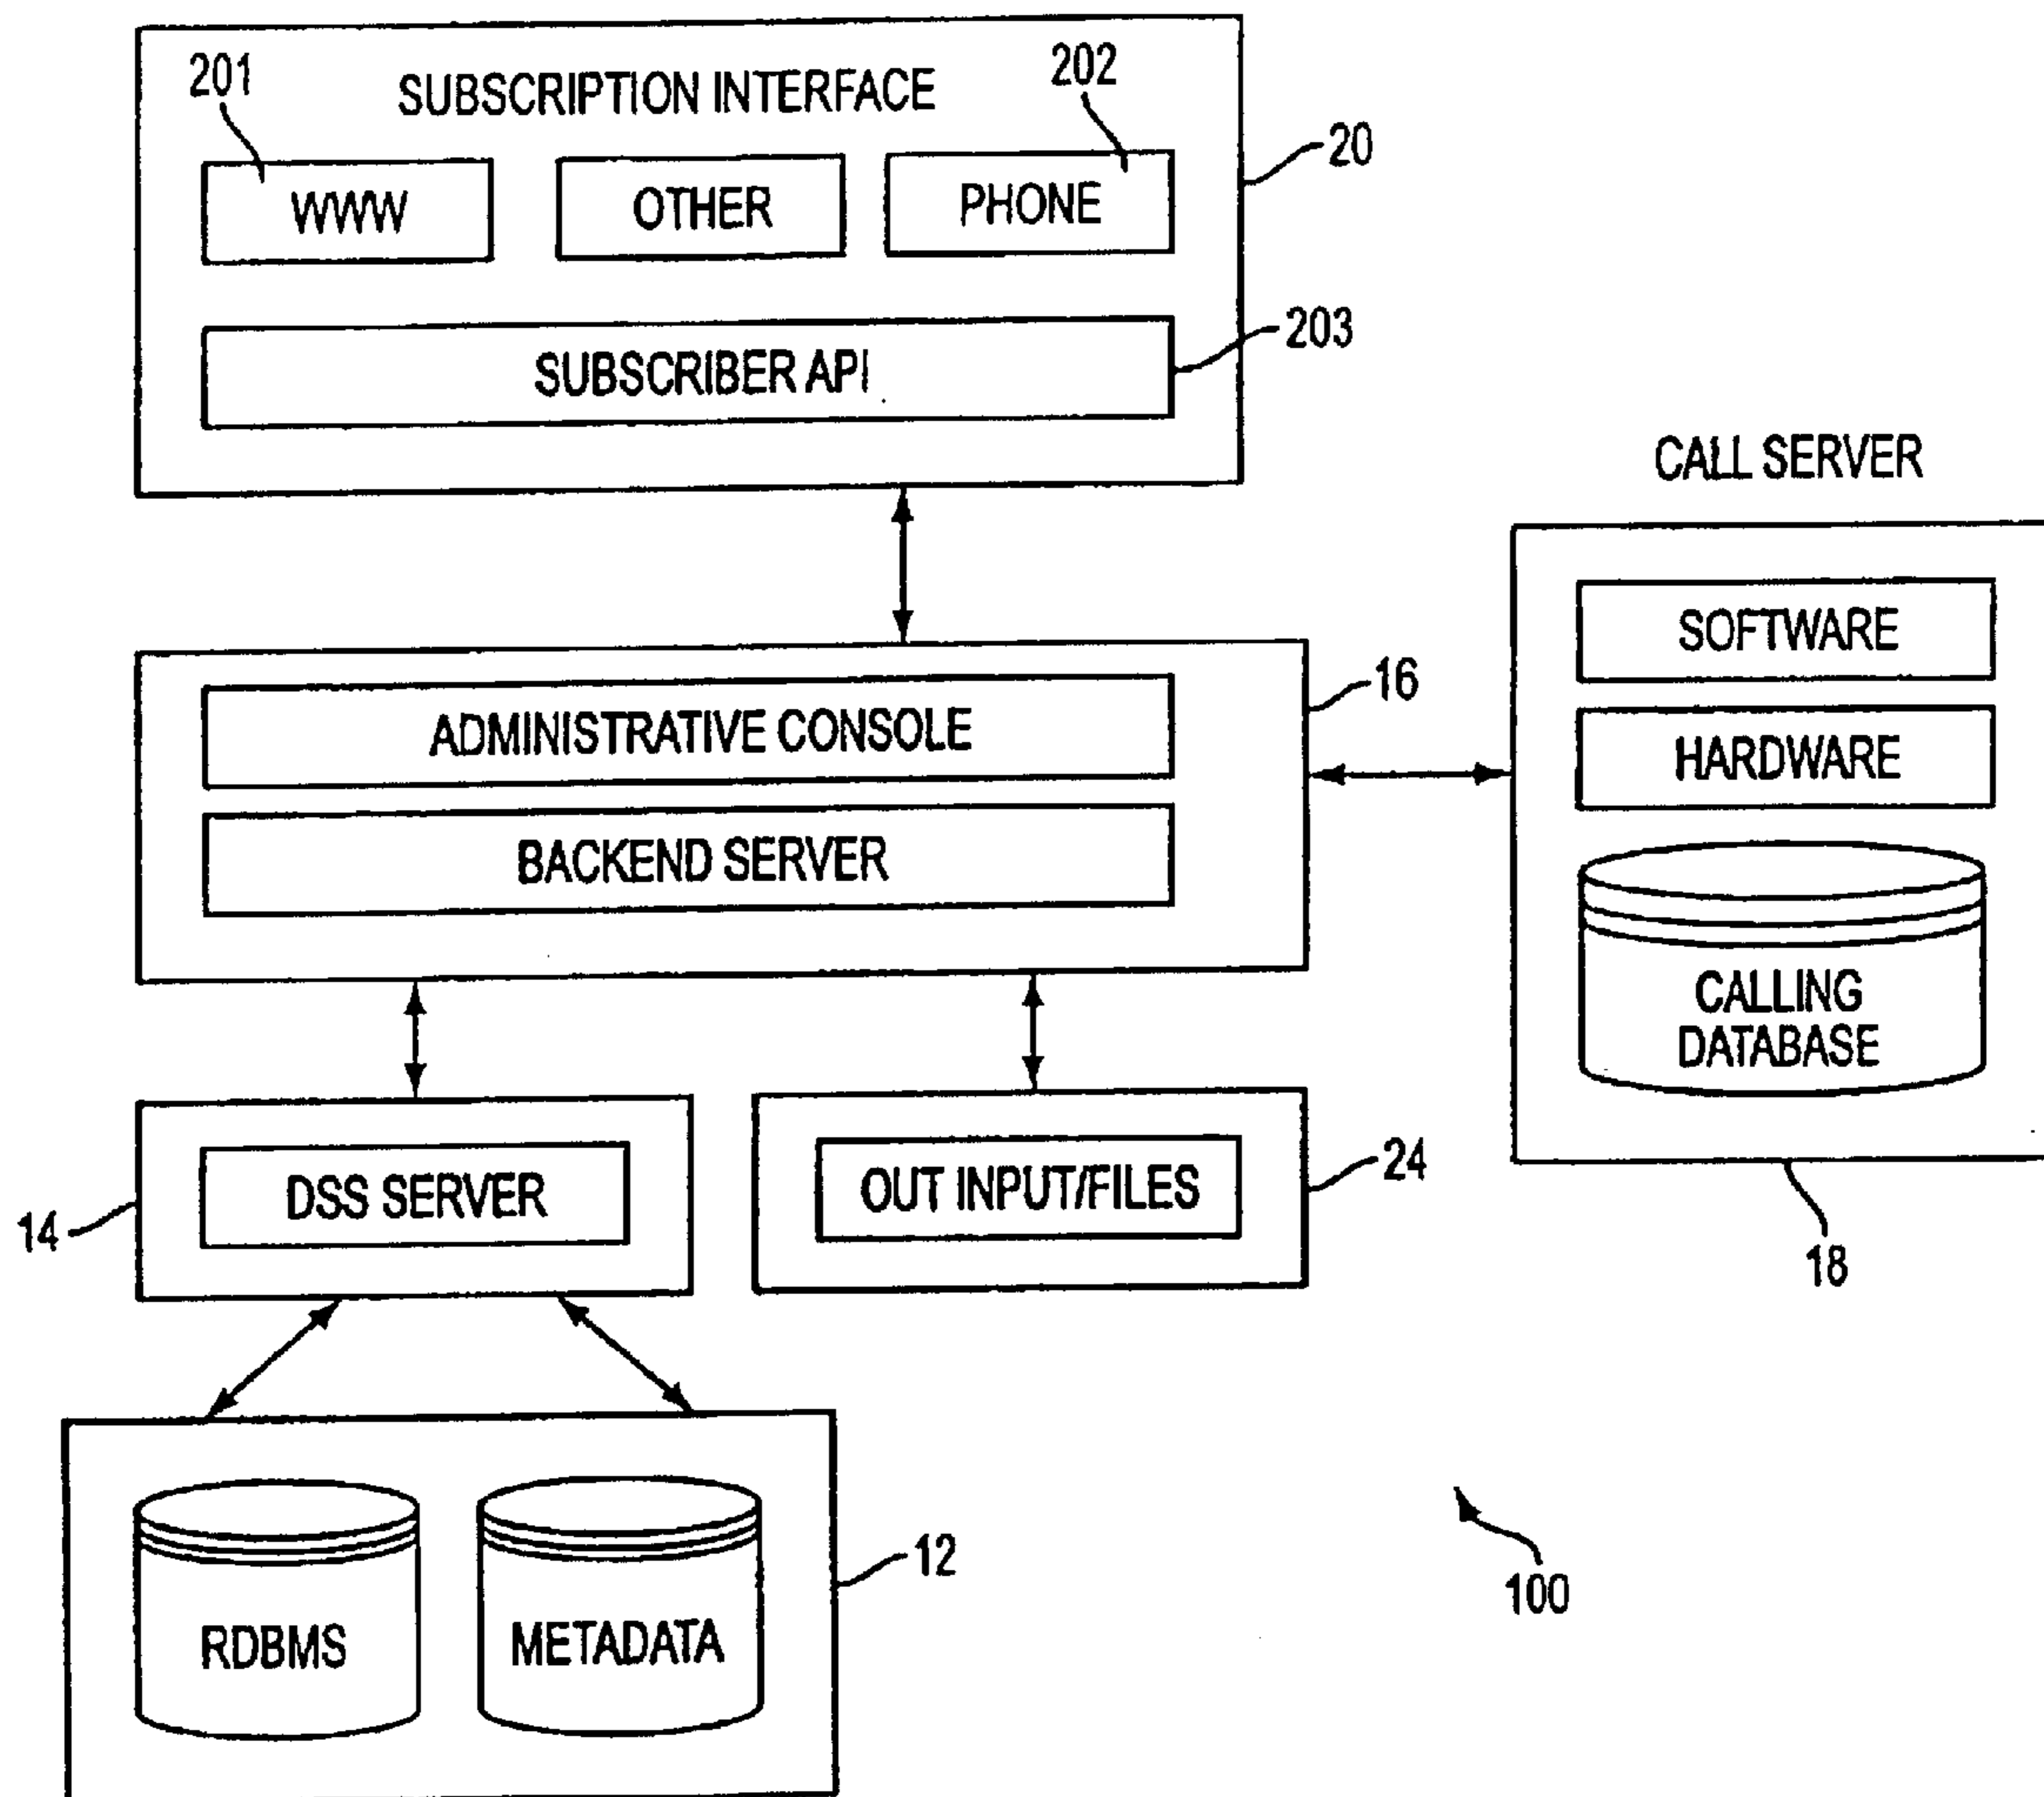 201
SUBSCRIPTION INTERFACE
202
20
WWW
OTHER
PHONE
203
SUBSCRIBER API
CALL SERVER
16
SOFTWARE
ADMINISTRATIVE CONSOLE
HARDWARE
BACKEND SERVER
CALLING
DATABASE
14
DSS SERVER
OUT INPUT/FILES
24
18
12
RDBMS
METADATA
100